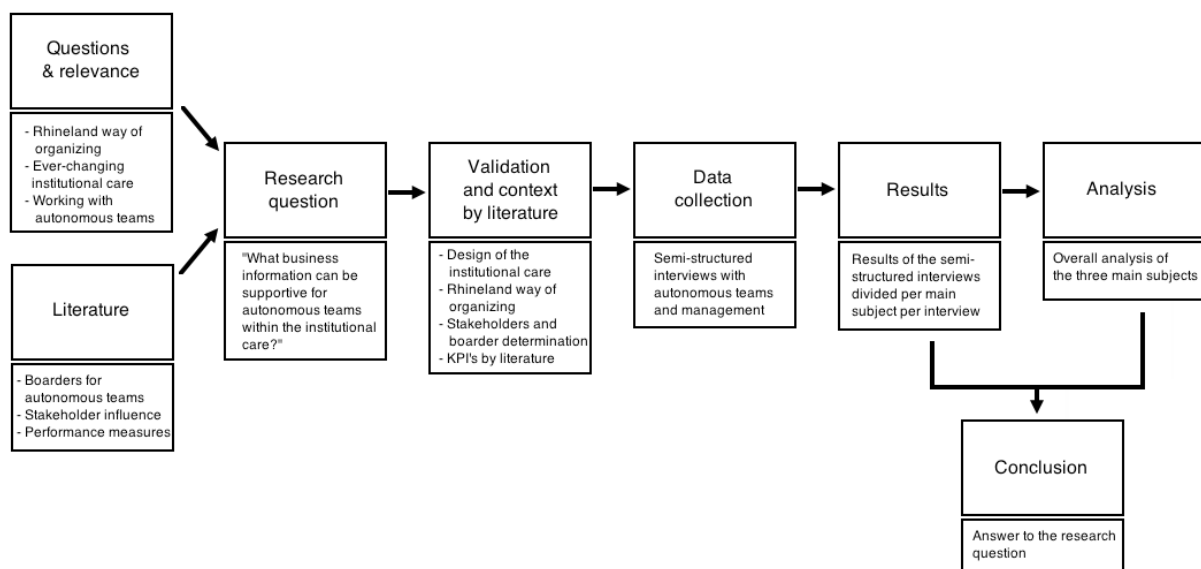 Questions
& relevance
- Rhineland way of
organizing
- Ever-changing
institutional care
- Working with
autonomous teams
Literature
- Boarders for
autonomous teams
- Stakeholder influence
- Performance measures
Research
question
"What business
information can be
supportive for
autonomous teams
within the institutional
care?"
Validation
and context
by literature
- Design of the
institutional care
- Rhineland way of
organizing
- Stakeholders and
boarder determination
- KPI's by literature
Data
collection
Semi-structured
interviews with
autonomous teams
and management
Results
Results of the semi-
structured interviews
divided per main
subject per interview
Analysis
Overall analysis of
the three main subjects
Conclusion
Answer to the research
question